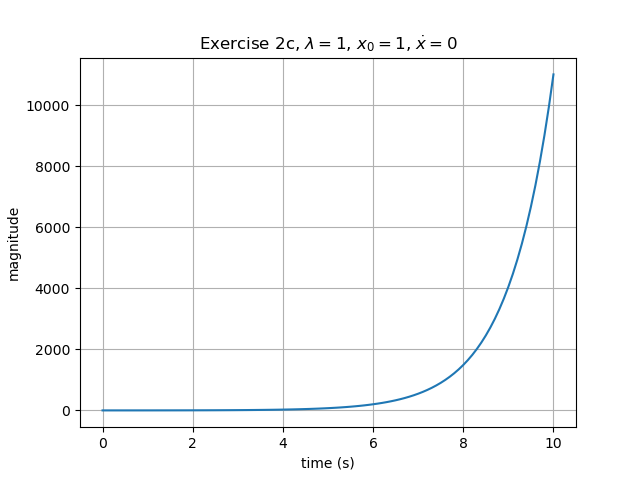 Exercise 2c, λ = 1, x₀ = 1, ẋ = 0
magnitude
10000
8000
6000
4000
2000
0
0 2 4 6 8 10
time (s)